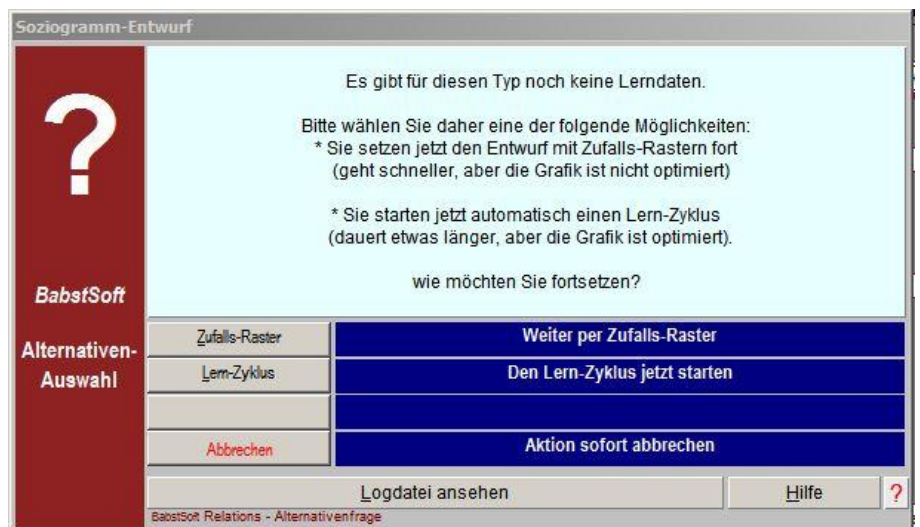 Soziogramm-Entwurf
?
Es gibt für diesen Typ noch keine Lerndaten.
Bitte wählen Sie daher eine der folgende Möglichkeiten:
* Sie setzen jetzt den Entwurf mit Zufalls-Rastern fort
(geht schneller, aber die Grafik ist nicht optimiert)
* Sie starten jetzt automatisch einen Lern-Zyklus
(dauert etwas länger, aber die Grafik ist optimiert).
wie möchten Sie fortsetzen?
BabstSoft
Alternativen-
Auswahl
Zufalls-Raster
Weiter per Zufalls-Raster
Lern-Zyklus
Den Lern-Zyklus jetzt starten
Abbrechen
Aktion sofort abbrechen
Logdatei ansehen
Hilfe
?
BabstSoft Relations - Alternativenfrage